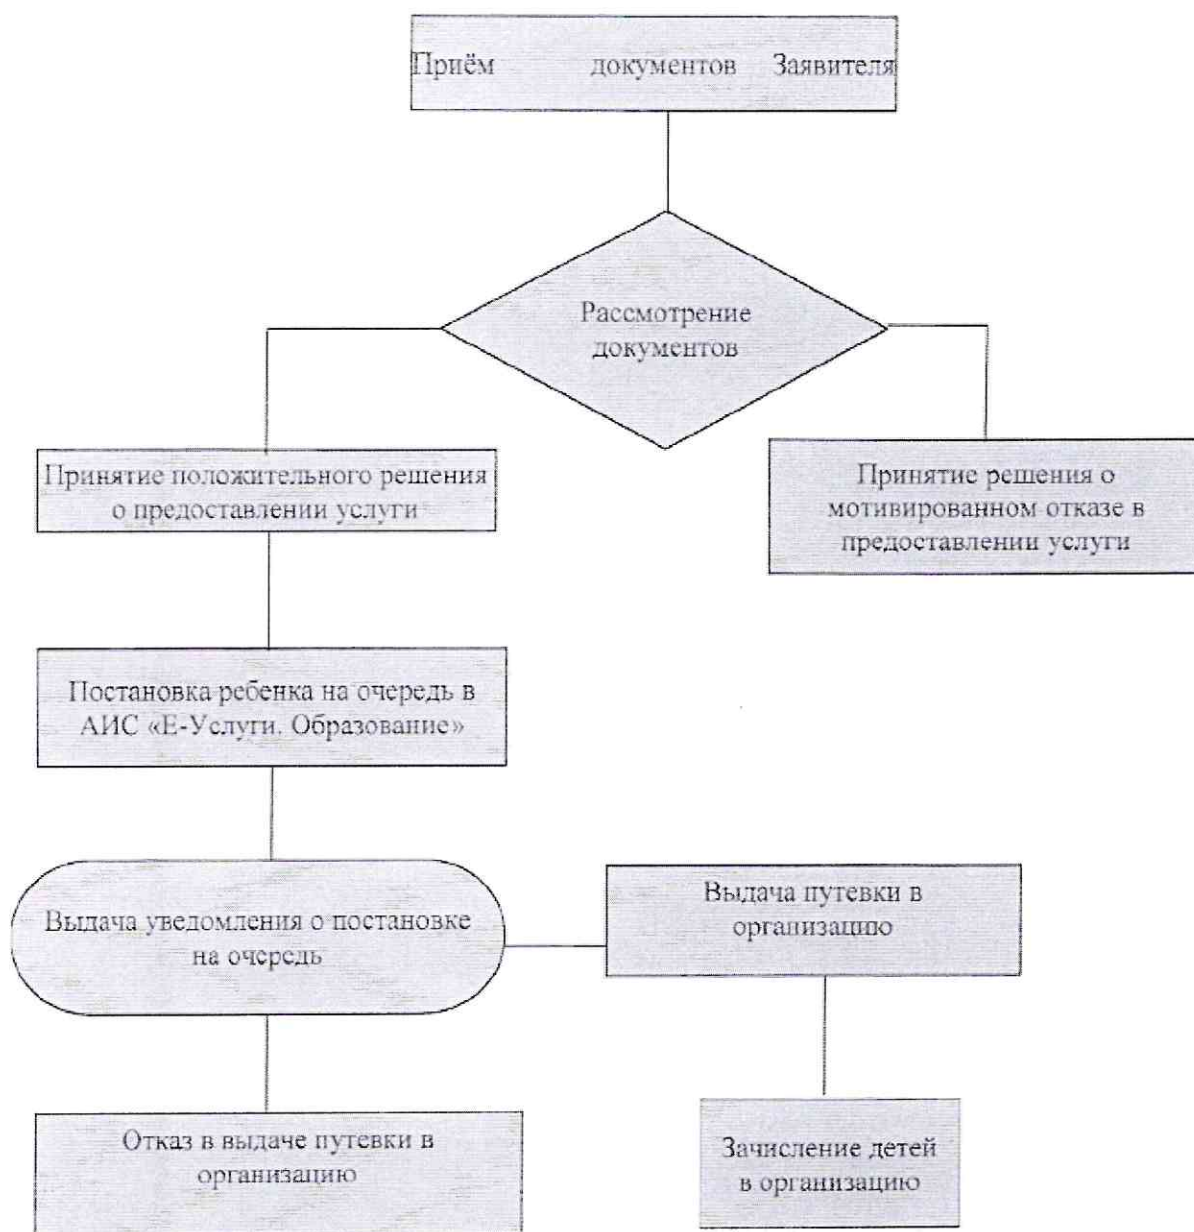 Приём документов Заявителя
Рассмотрение
документов
Принятие положительного решения
о предоставлении услуги
Принятие решения о
мотивированном отказе в
предоставлении услуги
Постановка ребенка на очередь в
АИС «Е-Услуги. Образование»
Выдача уведомления о постановке
на очередь
Выдача путевки в
организацию
Отказ в выдаче путевки в
организацию
Зачисление детей
в организацию